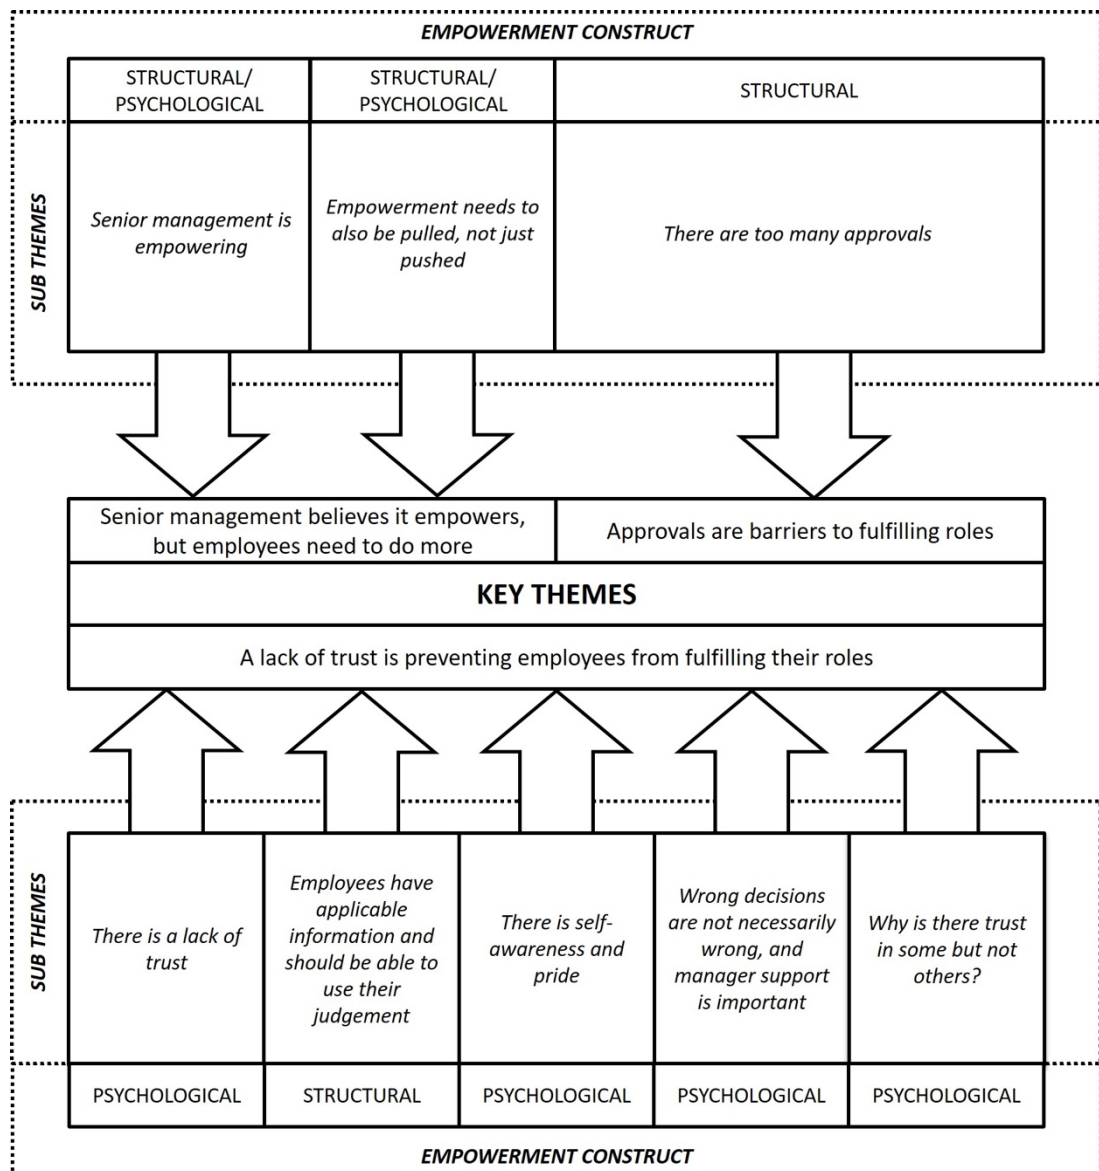 EMPOWERMENT CONSTRUCT
STRUCTURAL/
PSYCHOLOGICAL
STRUCTURAL/
PSYCHOLOGICAL
STRUCTURAL
SUB THEMES
Senior management is
empowering
Empowerment needs to
also be pulled, not just
pushed
There are too many approvals
Senior management believes it empowers,
but employees need to do more
Approvals are barriers to fulfilling roles
KEY THEMES
A lack of trust is preventing employees from fulfilling their roles
SUB THEMES
There is a lack of
trust
Employees have
applicable
information and
should be able to
use their
judgement
There is self-
awareness and
pride
Wrong decisions
are not necessarily
wrong, and
manager support
is important
Why is there trust
in some but not
others?
PSYCHOLOGICAL
STRUCTURAL
PSYCHOLOGICAL
PSYCHOLOGICAL
PSYCHOLOGICAL
EMPOWERMENT CONSTRUCT